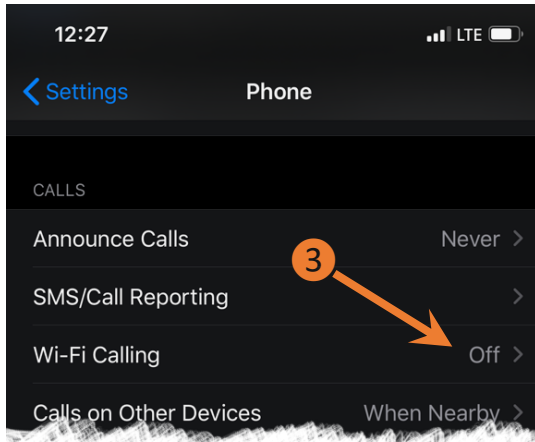 12:27 LTE
Settings Phone
CALLS
Announce Calls Never
3
SMS/Call Reporting
Wi-Fi Calling Off
Calls on Other Devices When Nearby